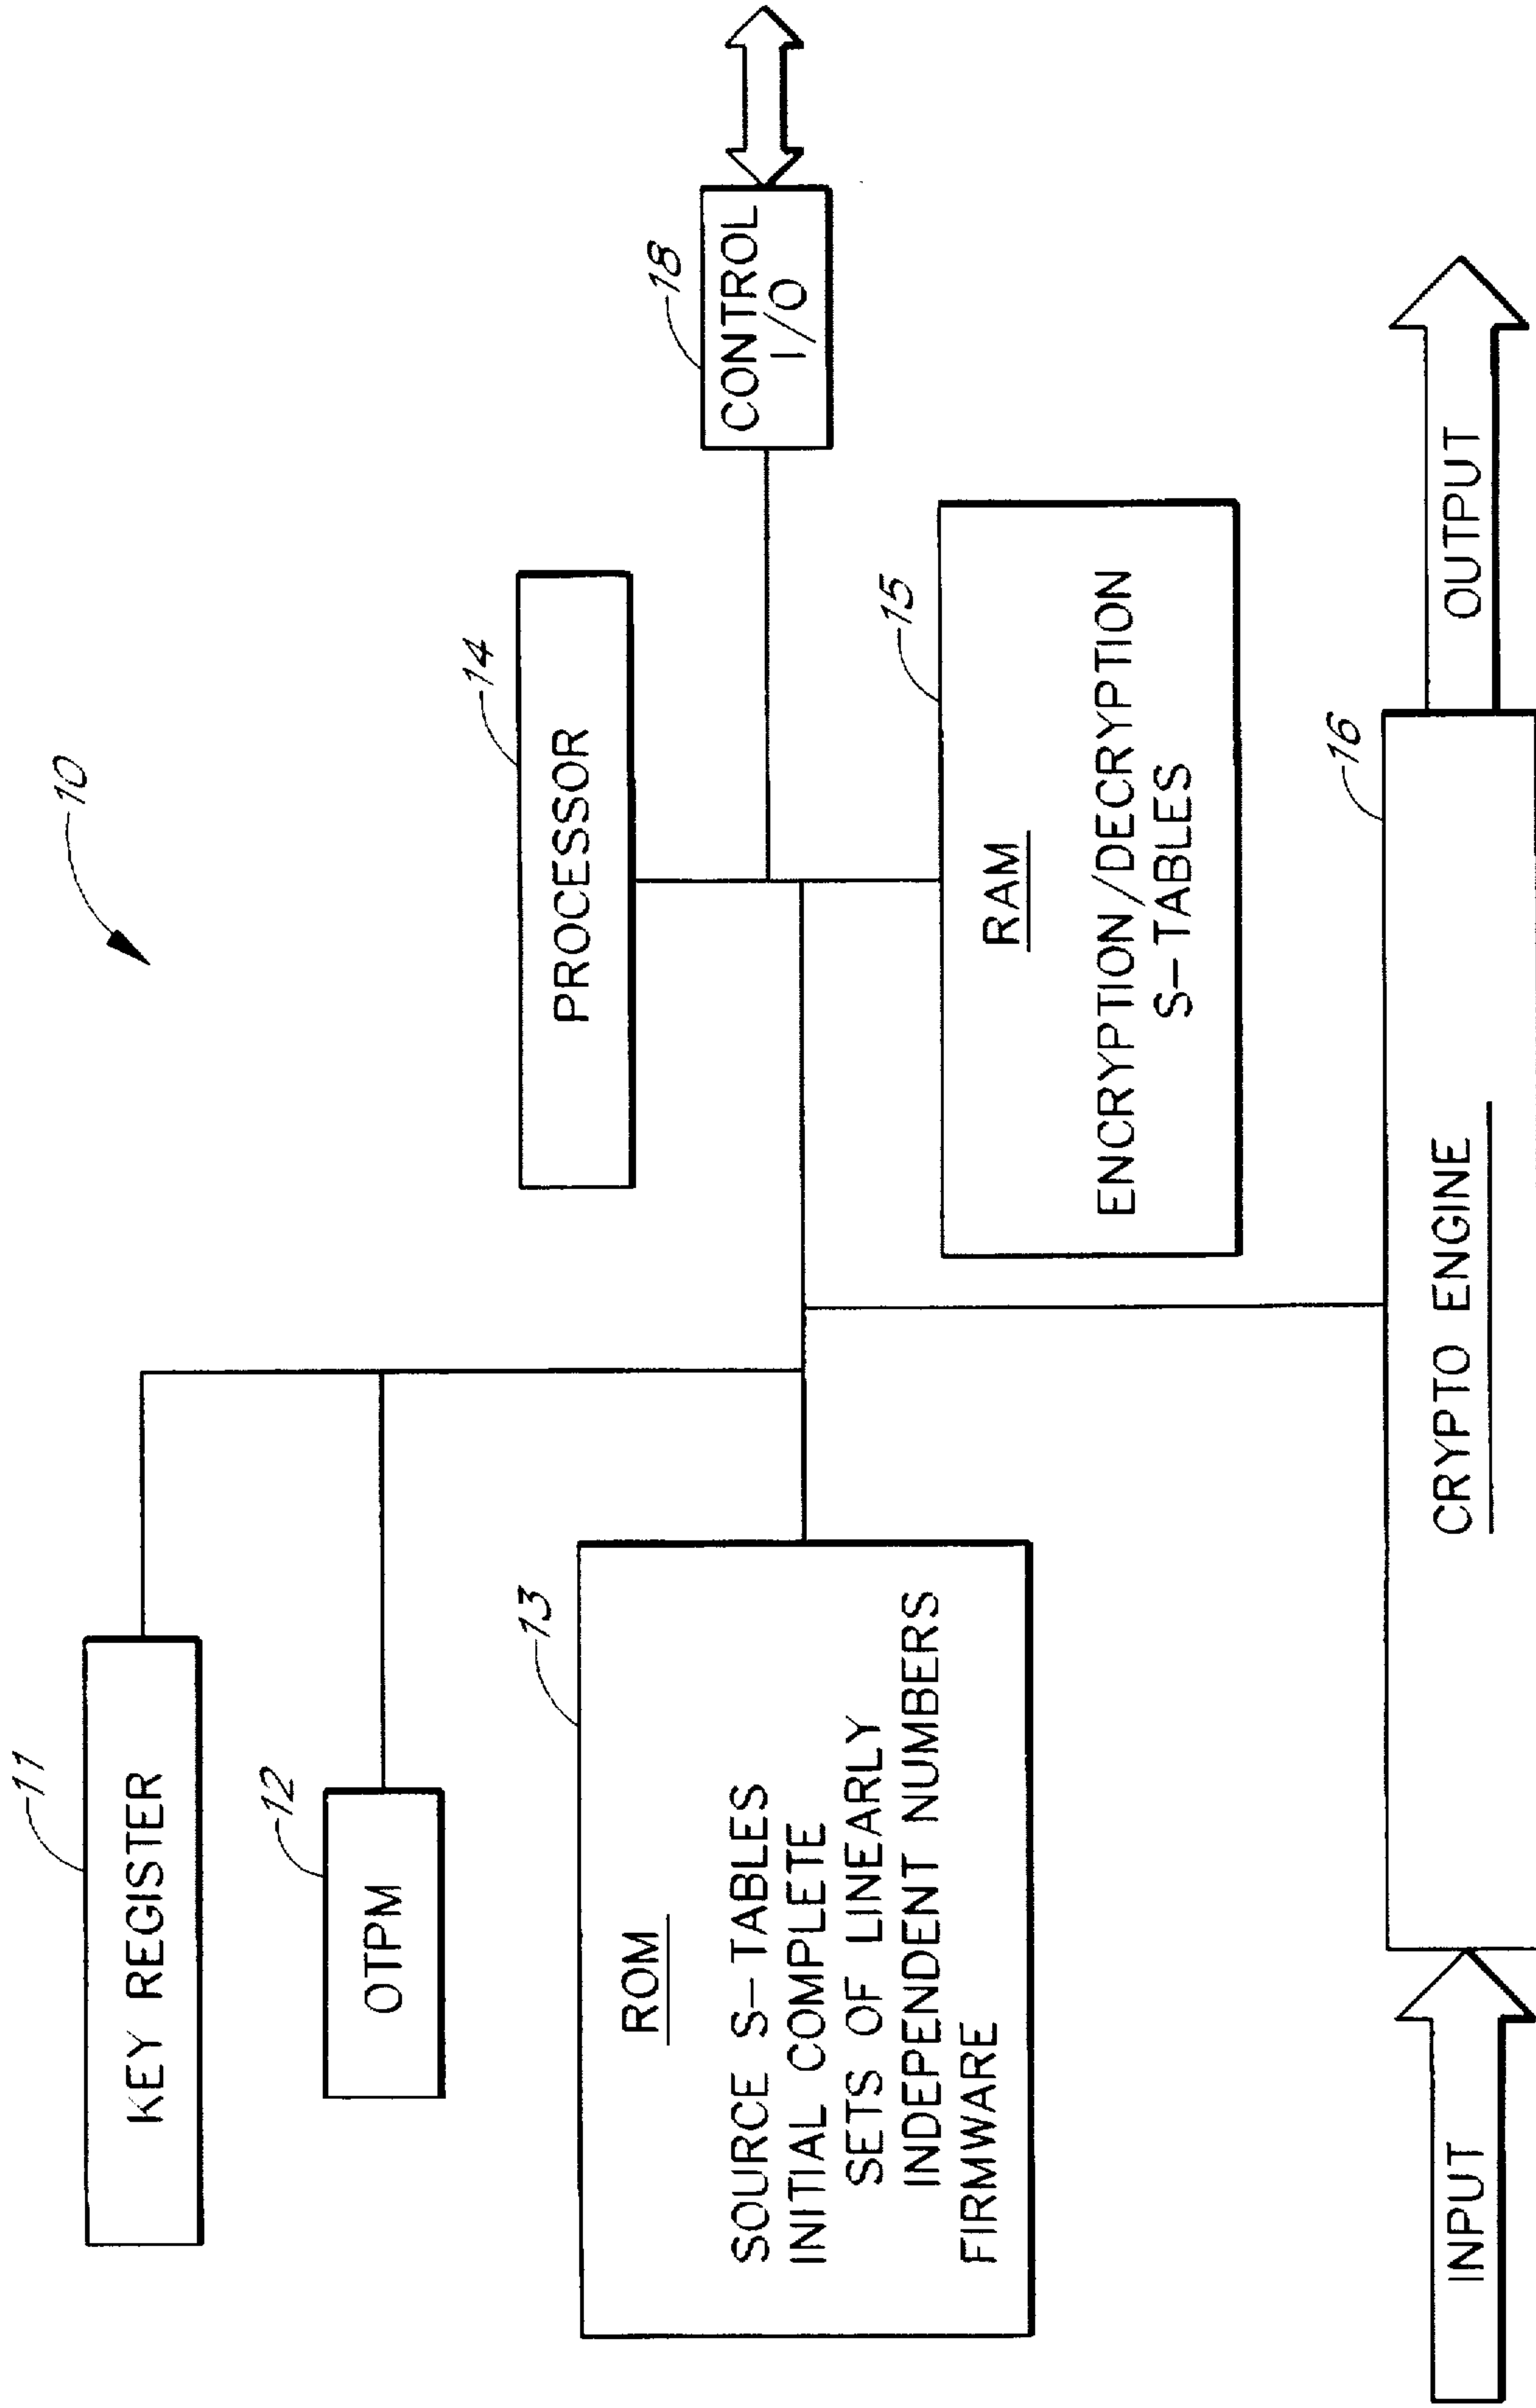 10
11
KEY REGISTER
12
OTPM
13
ROM
SOURCE S-TABLES
INITIAL COMPLETE
SETS OF LINEARLY
INDEPENDENT NUMBERS
FIRMWARE
14
PROCESSOR
18
CONTROL
I/O
15
RAM
ENCRYPTION/DECRYPTION
S-TABLES
16
CRYPTO ENGINE
INPUT
OUTPUT